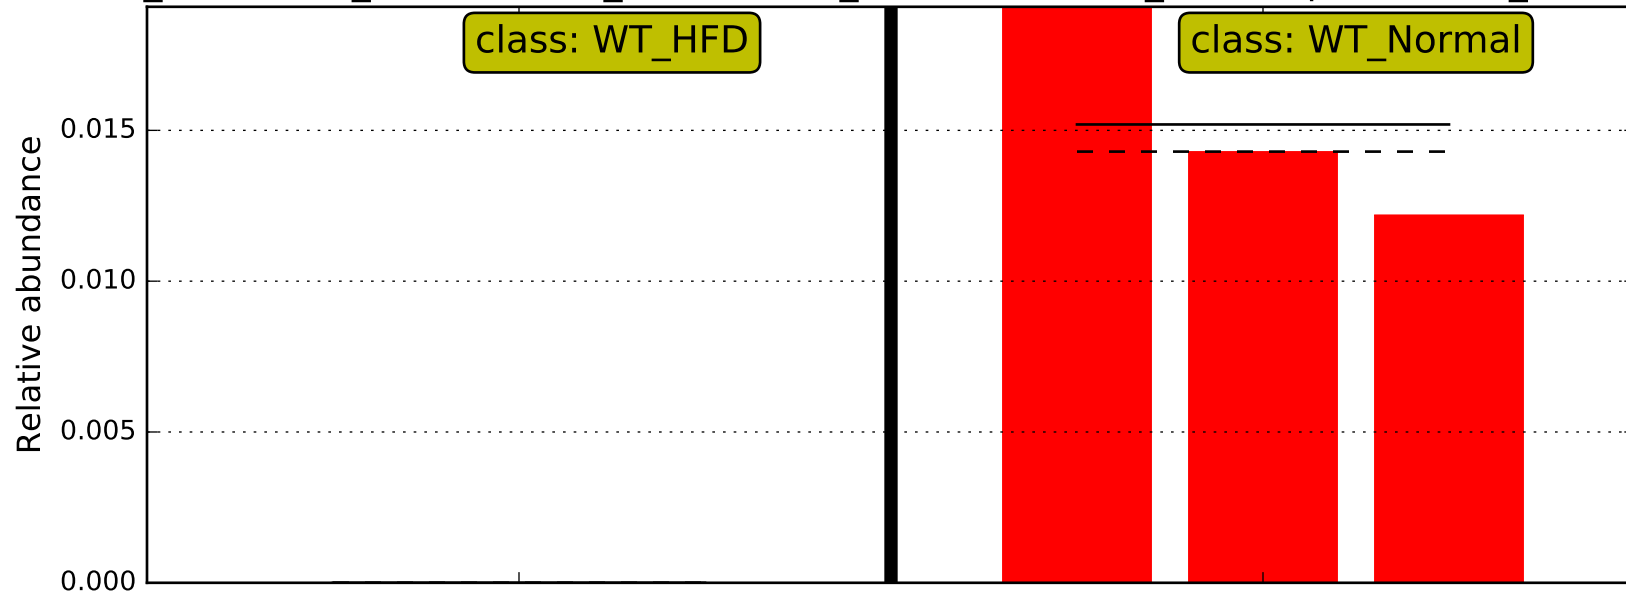 class: WT_HFD
class: WT_Normal
0.015
0.010
0.005
0.000
Relative abundance